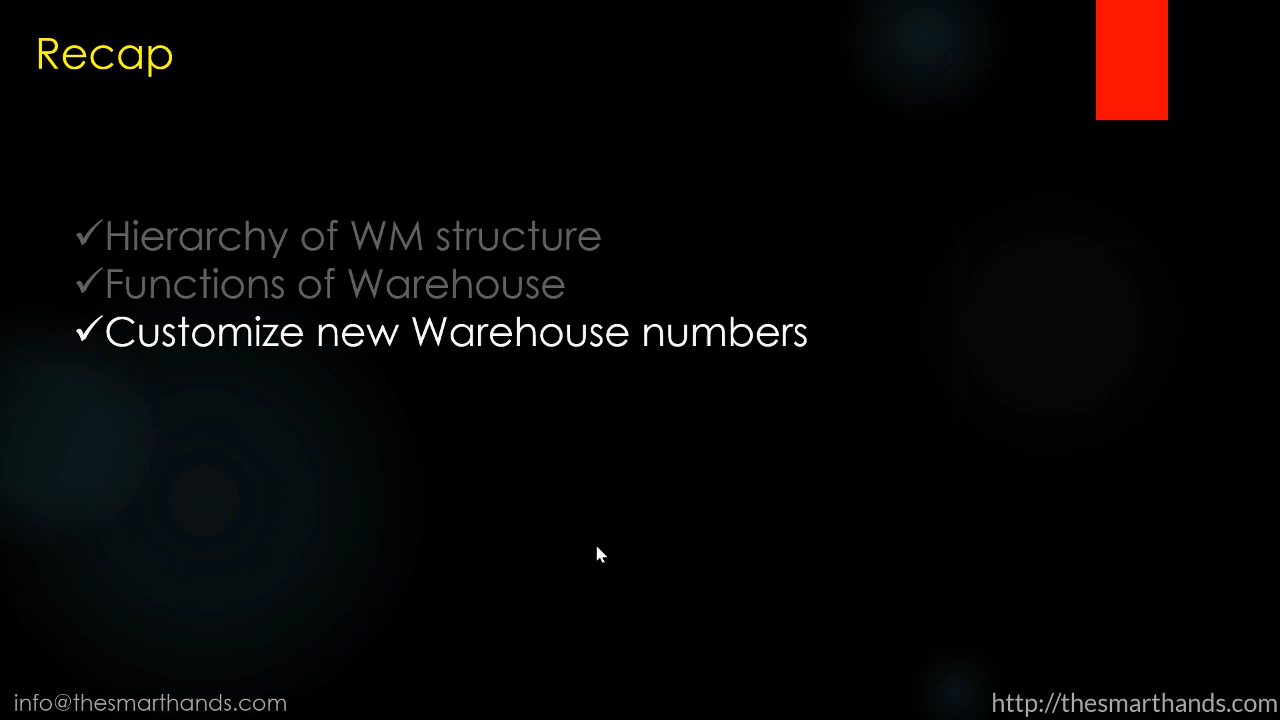 Recap
✓Hierarchy of WM structure
✓Functions of Warehouse
✓Customize new Warehouse numbers
info@thesmarthands.com
http://thesmarthands.com